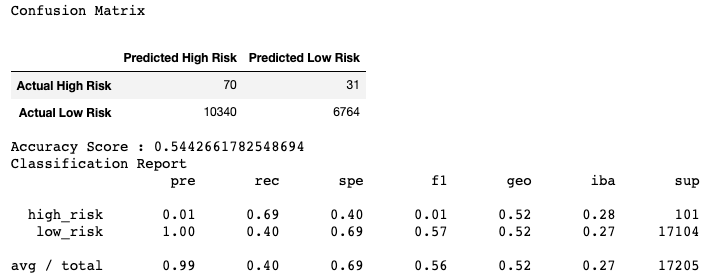 Confusion Matrix
Predicted High Risk Predicted Low Risk
Actual High Risk 70 31
Actual Low Risk 10340 6764
Accuracy Score : 0.5442661782548694
Classification Report
pre rec spe f1 geo iba sup
high_risk 0.01 0.69 0.40 0.01 0.52 0.28 101
low_risk 1.00 0.40 0.69 0.57 0.52 0.27 17104
avg / total 0.99 0.40 0.69 0.56 0.52 0.27 17205